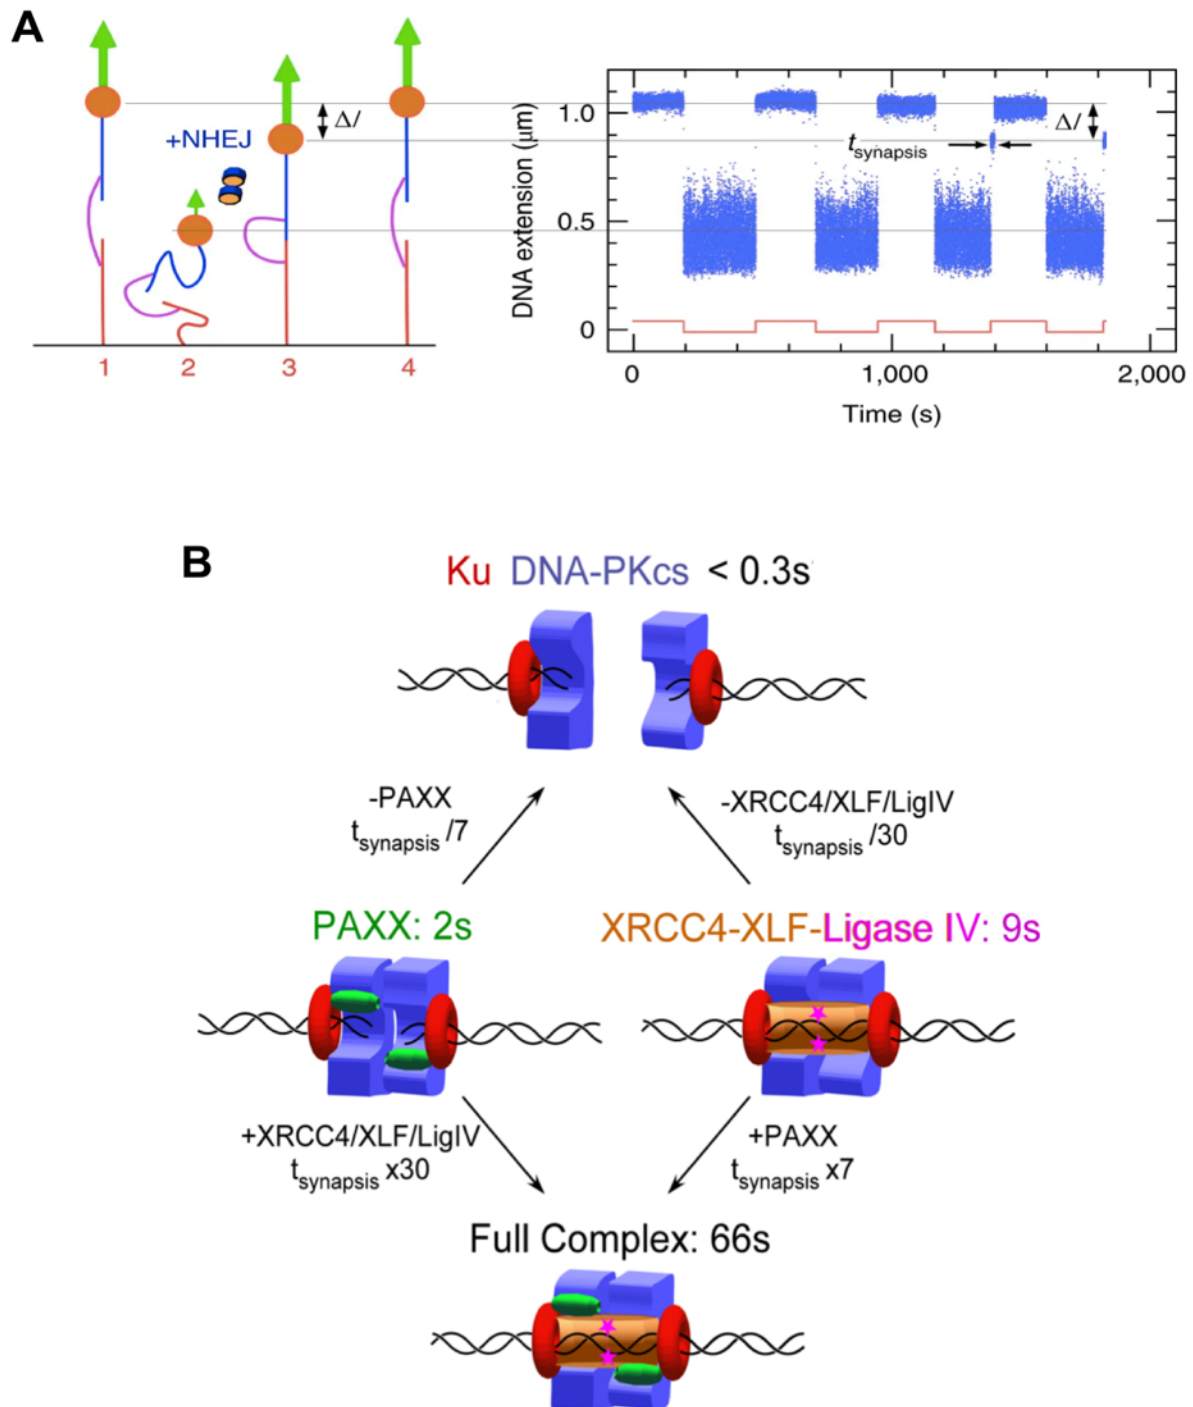 A
+NHEJ
Δl
1 2 3 4
DNA extension (μm)
1.0
0.5
0
tsynapsis
Δl
0 1,000 2,000
Time (s)
B
Ku DNA-PKcs < 0.3s
-PAXX
tsynapsis /7
-XRCC4/XLF/LigIV
tsynapsis /30
PAXX: 2s
XRCC4-XLF-Ligase IV: 9s
+XRCC4/XLF/LigIV
tsynapsis x30
+PAXX
tsynapsis x7
Full Complex: 66s